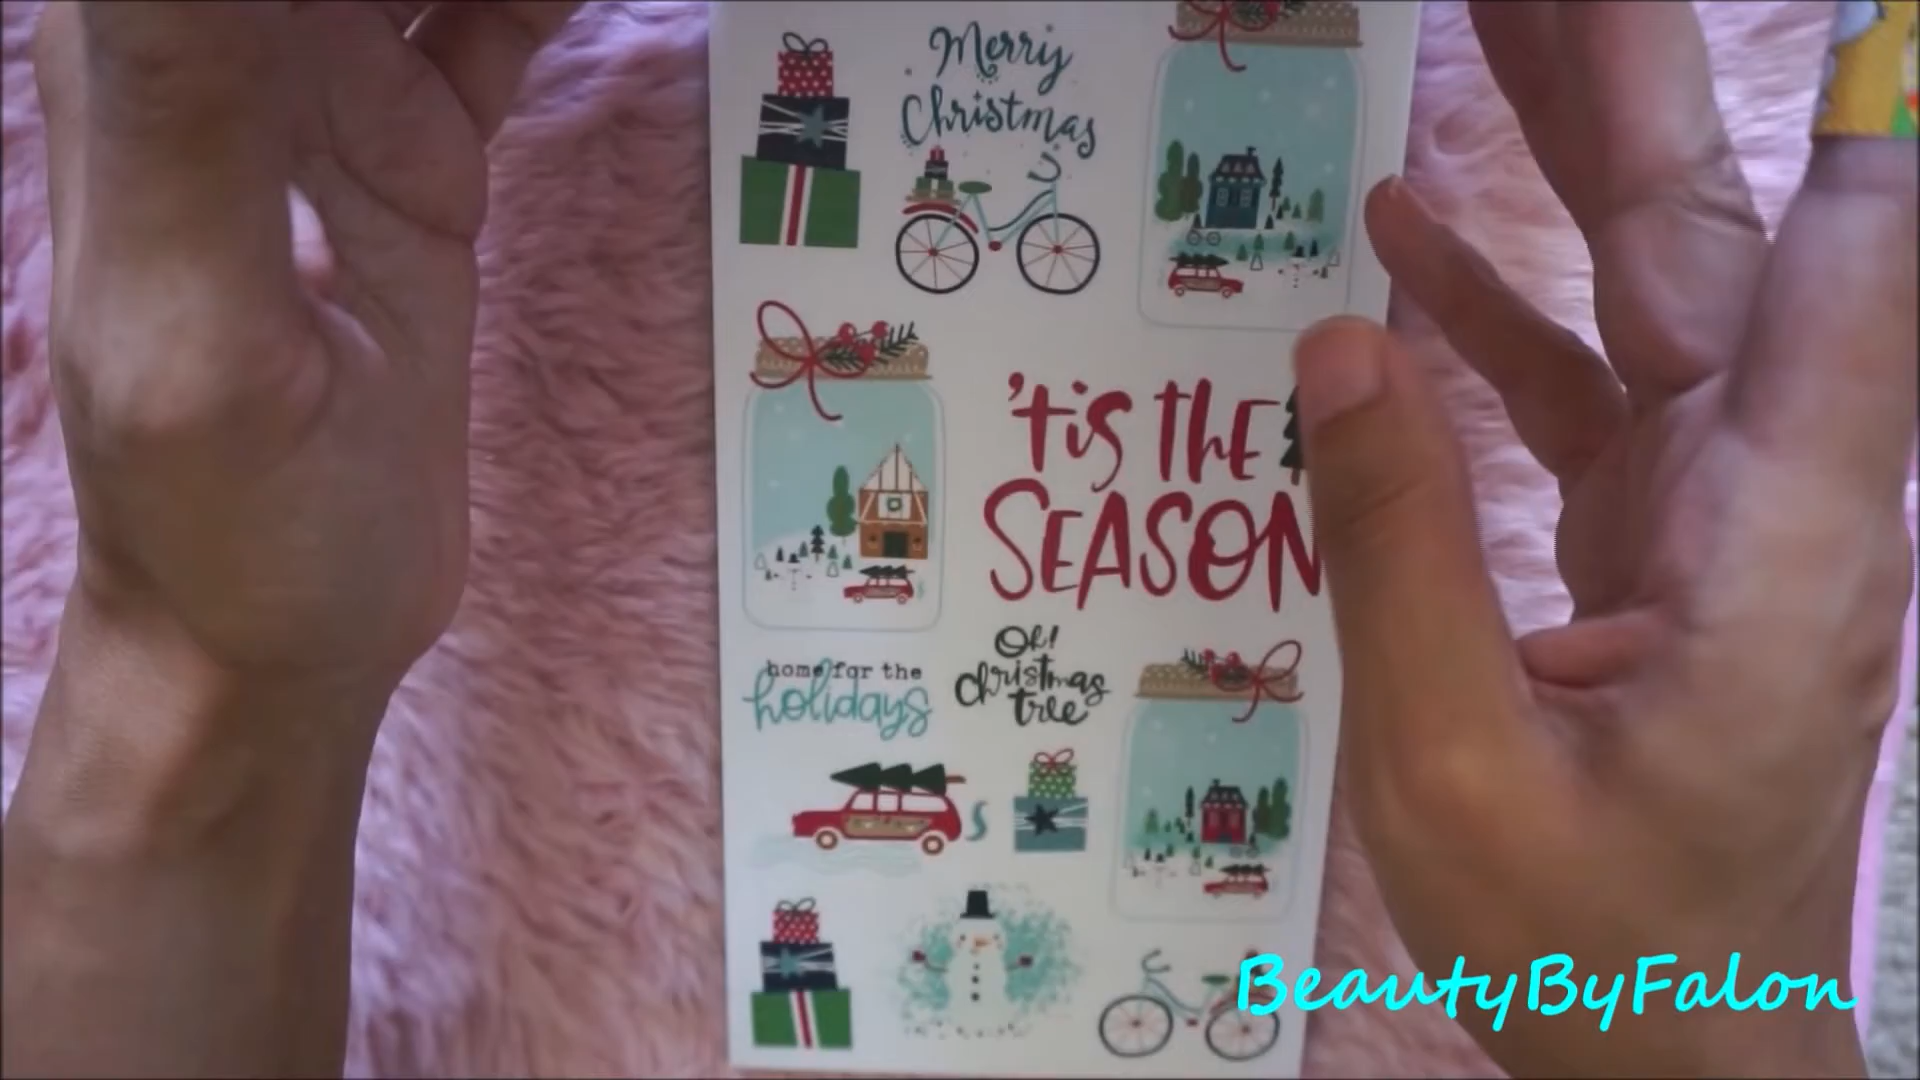 Merry
Christmas
'tis the
SEASON
home for the
holidays
Oh!
christmas
tree
BeautyByFalon